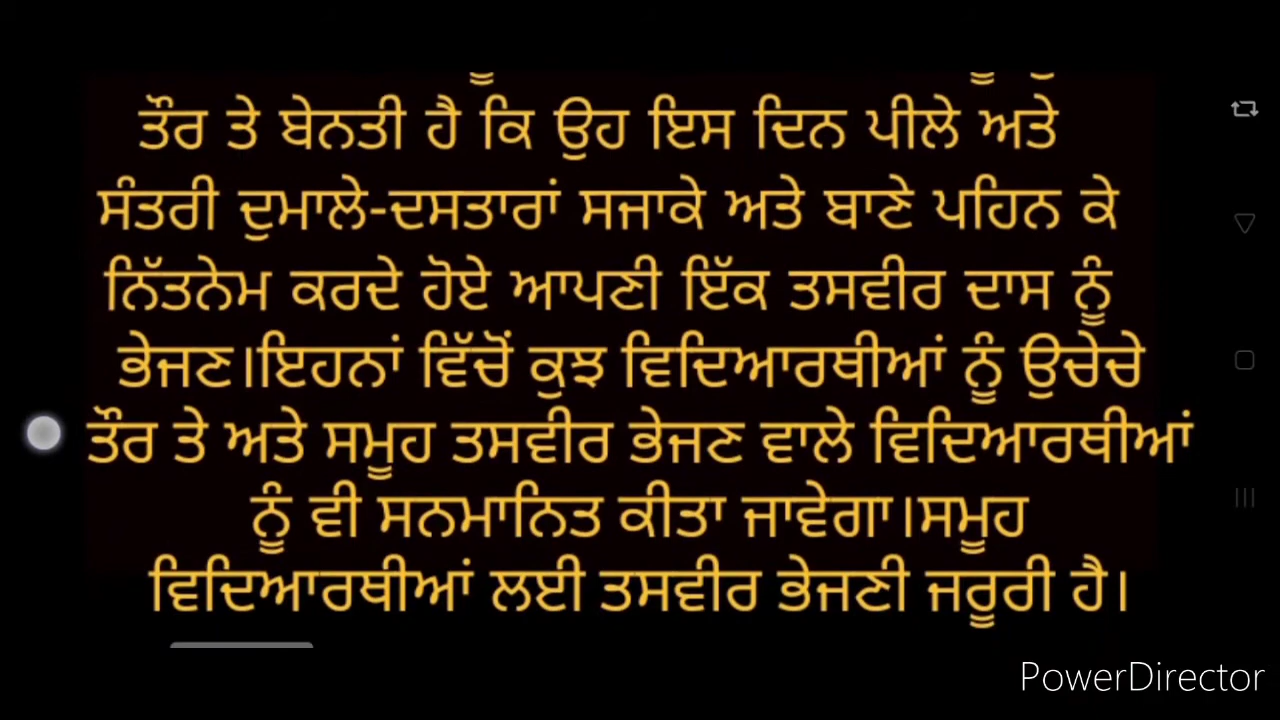 ਤੌਰ ਤੇ ਬੇਨਤੀ ਹੈ ਕਿ ਉਹ ਇਸ ਦਿਨ ਪੀਲੇ ਅਤੇ
ਸੰਤਰੀ ਦੁਮਾਲੇ-ਦਸਤਾਰਾਂ ਸਜਾਕੇ ਅਤੇ ਬਾਣੇ ਪਹਿਨ ਕੇ
ਨਿੱਤਨੇਮ ਕਰਦੇ ਹੋਏ ਆਪਣੀ ਇੱਕ ਤਸਵੀਰ ਦਾਸ ਨੂੰ
ਭੇਜਣ।ਇਹਨਾਂ ਵਿੱਚੋਂ ਕੁਝ ਵਿਦਿਆਰਥੀਆਂ ਨੂੰ ਉਚੇਚੇ
ਤੌਰ ਤੇ ਅਤੇ ਸਮੂਹ ਤਸਵੀਰ ਭੇਜਣ ਵਾਲੇ ਵਿਦਿਆਰਥੀਆਂ
ਨੂੰ ਵੀ ਸਨਮਾਨਿਤ ਕੀਤਾ ਜਾਵੇਗਾ।ਸਮੂਹ
ਵਿਦਿਆਰਥੀਆਂ ਲਈ ਤਸਵੀਰ ਭੇਜਣੀ ਜਰੂਰੀ ਹੈ।
PowerDirector